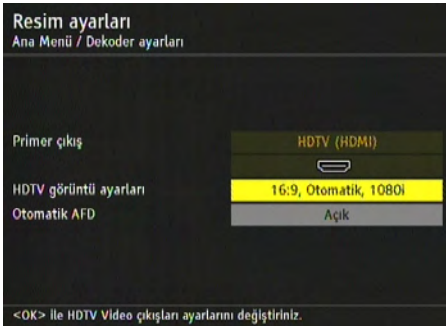 Resim ayarları
Ana Menü / Dekoder ayarları
Primer çıkış HDTV (HDMI)
HDTV görüntü ayarları 16:9, Otomatik, 1080i
Otomatik AFD Açık
<OK> ile HDTV Video çıkışları ayarlarını değiştiriniz.